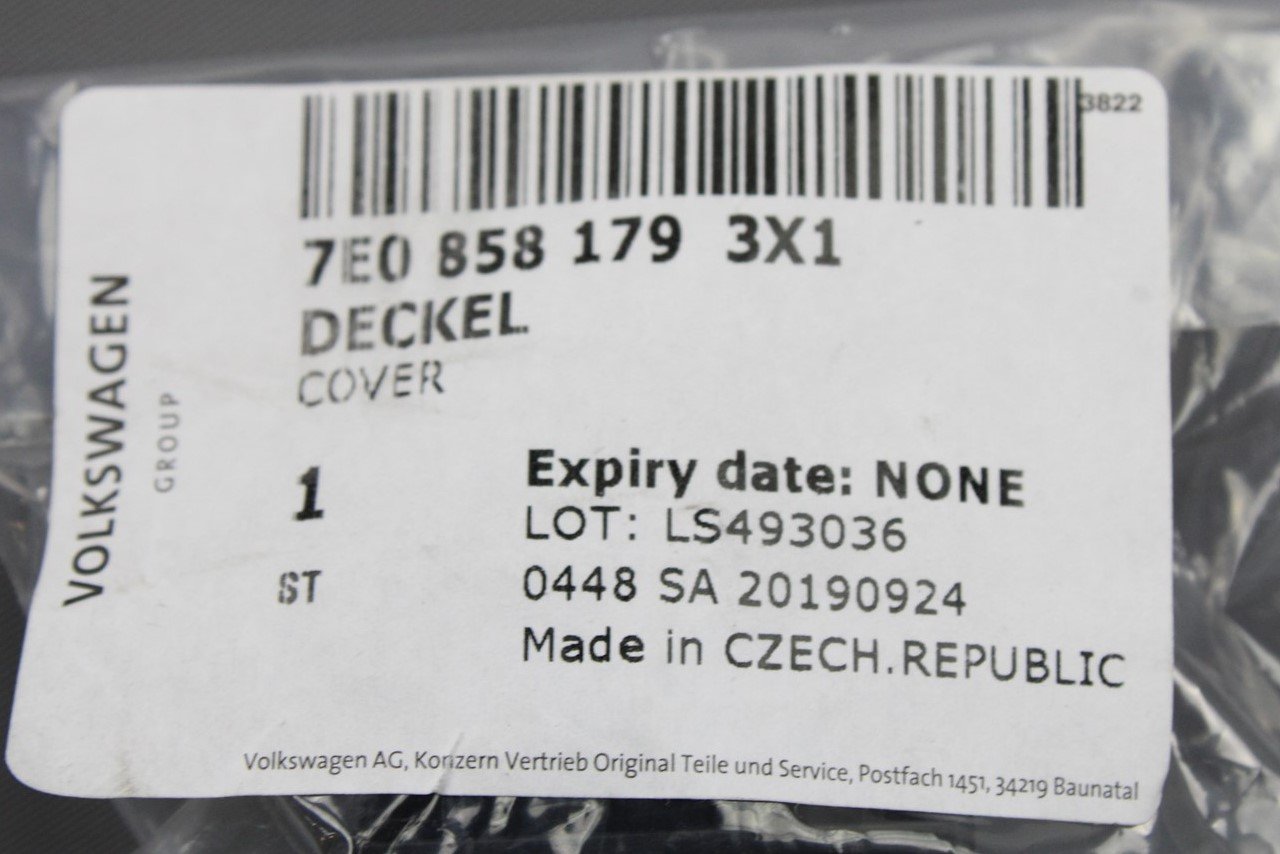 3822
7E0 858 179 3X1
DECKEL
COVER
VOLKSWAGEN
GROUP
1
ST
Expiry date: NONE
LOT: LS493036
0448 SA 20190924
Made in CZECH.REPUBLIC
Volkswagen AG, Konzern Vertrieb Original Teile und Service, Postfach 1451, 34219 Baunatal